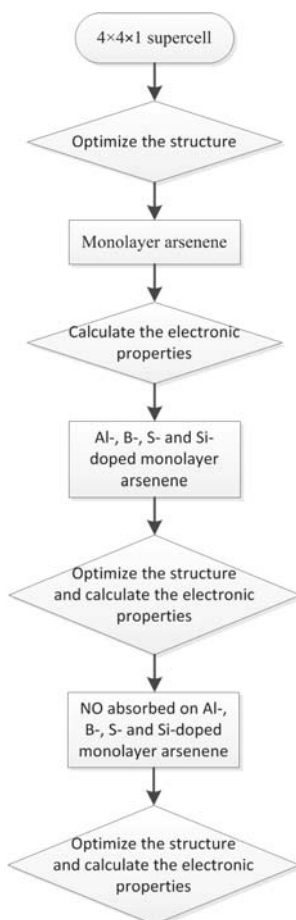 4×4×1 supercell
Optimize the structure
Monolayer arsenene
Calculate the electronic
properties
Al-, B-, S- and Si-
doped monolayer
arsenene
Optimize the structure
and calculate the electronic
properties
NO absorbed on Al-,
B-, S- and Si-doped
monolayer arsenene
Optimize the structure
and calculate the electronic
properties